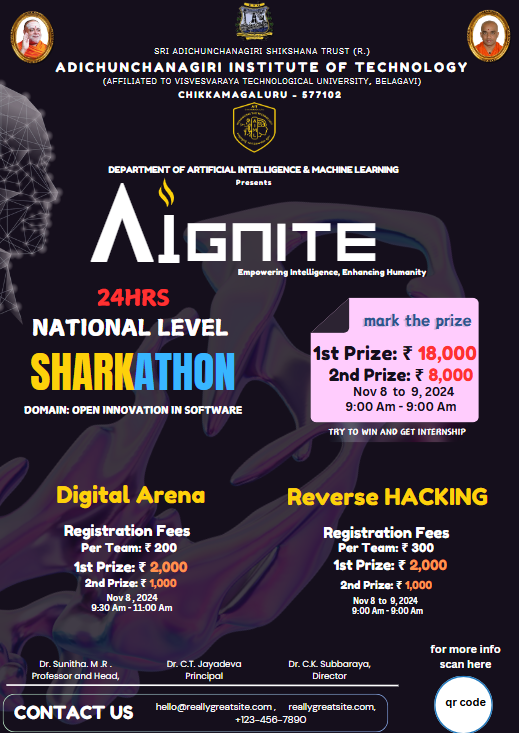 SRI ADICHUNCHANAGIRI SHIKSHANA TRUST (R.)
ADICHUNCHANAGIRI INSTITUTE OF TECHNOLOGY
(AFFILIATED TO VISVESVARAYA TECHNOLOGICAL UNIVERSITY, BELAGAVI)
CHIKKAMAGALURU - 577102
DEPARTMENT OF ARTIFICIAL INTELLIGENCE & MACHINE LEARNING
Presents
AIGNITE
Empowering Intelligence, Enhancing Humanity
24HRS
NATIONAL LEVEL
SHARKATHON
DOMAIN: OPEN INNOVATION IN SOFTWARE
mark the prize
1st Prize: ₹ 18,000
2nd Prize: ₹ 8,000
Nov 8 to 9, 2024
9:00 Am - 9:00 Am
TRY TO WIN AND GET INTERNSHIP
Digital Arena
Registration Fees
Per Team: ₹ 200
1st Prize: ₹ 2,000
2nd Prize: ₹ 1,000
Nov 8 , 2024
9:30 Am - 11:00 Am
Reverse HACKING
Registration Fees
Per Team: ₹ 300
1st Prize: ₹ 2,000
2nd Prize: ₹ 1,000
Nov 8 to 9, 2024
9:00 Am - 9:00 Am
Dr. Sunitha. M .R .
Professor and Head,
Dr. C.T. Jayadeva
Principal
Dr. C.K. Subbaraya,
Director
for more info
scan here
qr code
CONTACT US
hello@reallygreatsite.com , reallygreatsite.com,
+123-456-7890